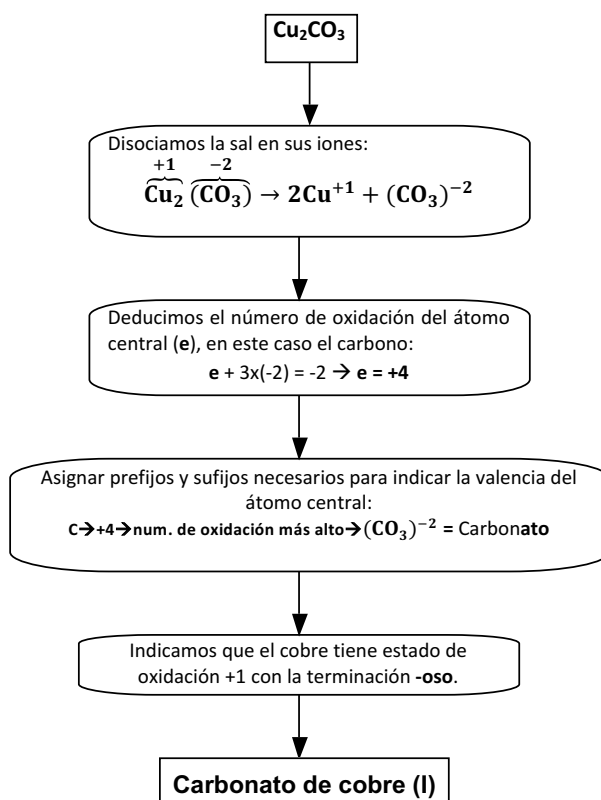 Cu₂CO₃
Disociamos la sal en sus iones:
+1 −2
Cu₂ (CO₃) → 2Cu⁺¹ + (CO₃)⁻²
Deducimos el número de oxidación del átomo
central (e), en este caso el carbono:
e + 3x(-2) = -2 → e = +4
Asignar prefijos y sufijos necesarios para indicar la valencia del
átomo central:
C→+4→num. de oxidación más alto→(CO₃)⁻² = Carbonato
Indicamos que el cobre tiene estado de
oxidación +1 con la terminación -oso.
Carbonato de cobre (I)